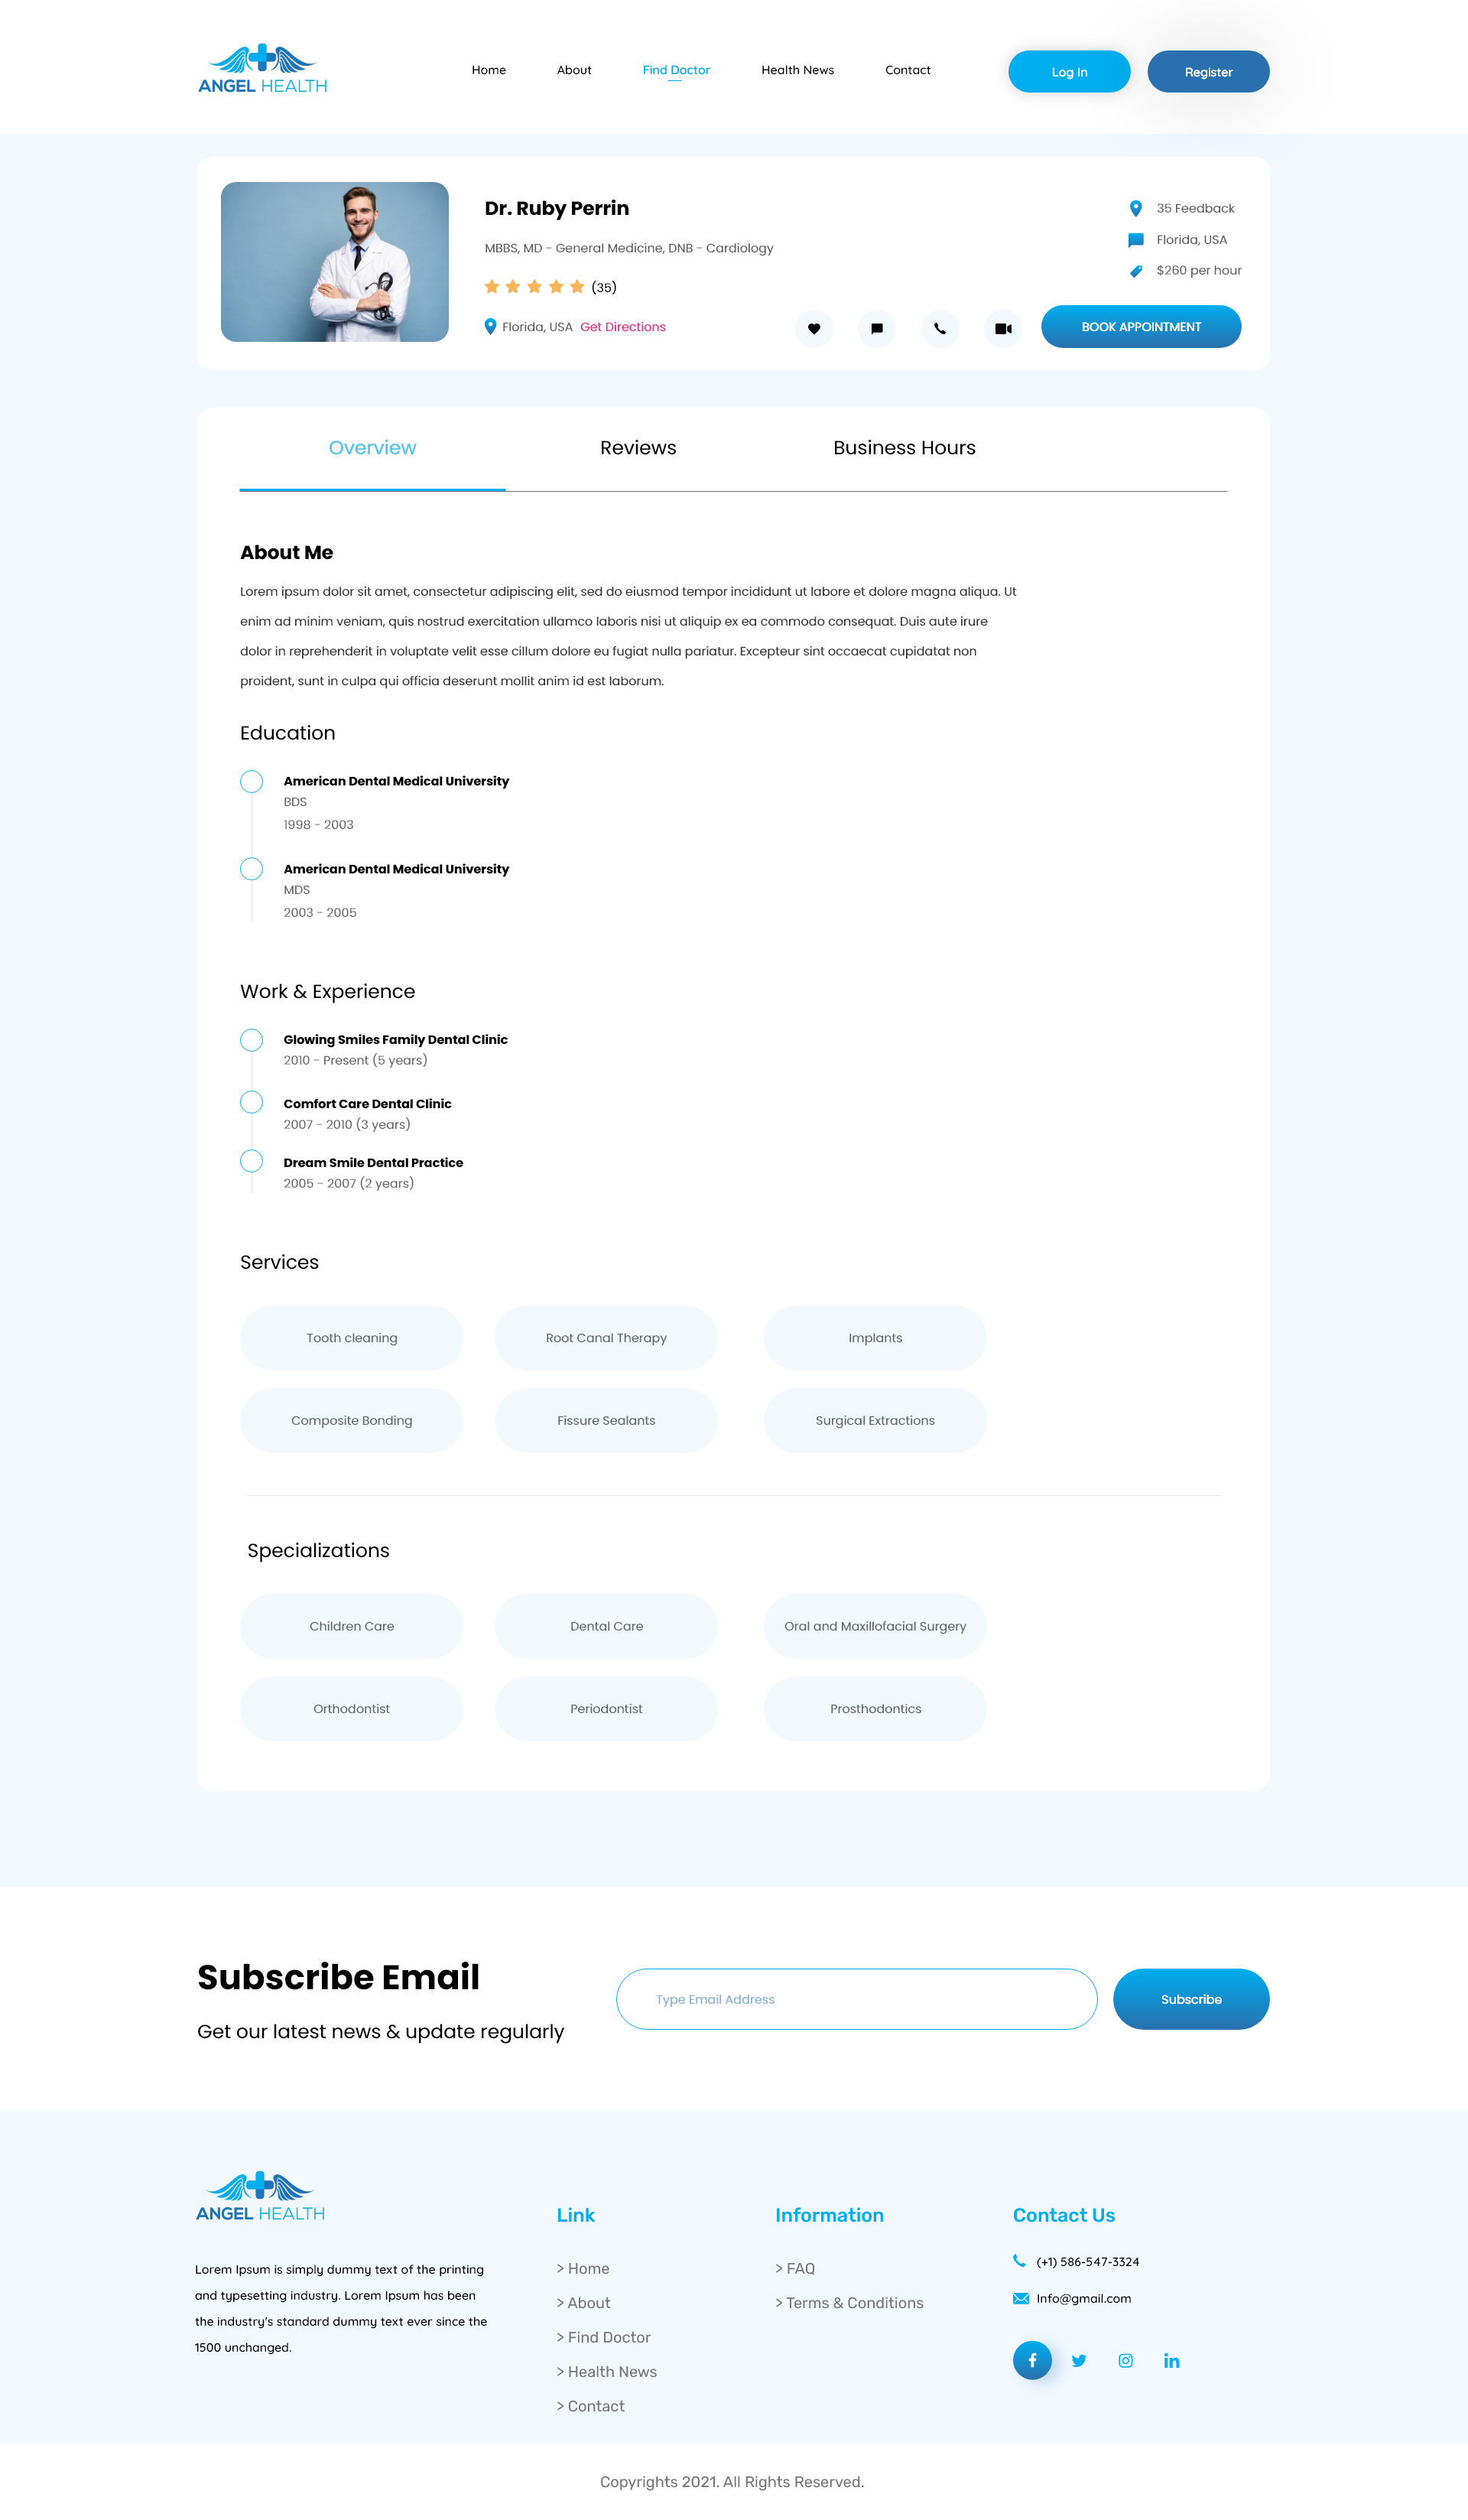 ANGEL HEALTH
Home
About
Find Doctor
Health News
Contact
Log In
Register
Dr. Ruby Perrin
MBBS, MD - General Medicine, DNB - Cardiology
(35)
Florida, USA Get Directions
35 Feedback
Florida, USA
$260 per hour
BOOK APPOINTMENT
Overview
Reviews
Business Hours
About Me
Lorem ipsum dolor sit amet, consectetur adipiscing elit, sed do eiusmod tempor incididunt ut labore et dolore magna aliqua. Ut
enim ad minim veniam, quis nostrud exercitation ullamco laboris nisi ut aliquip ex ea commodo consequat. Duis aute irure
dolor in reprehenderit in voluptate velit esse cillum dolore eu fugiat nulla pariatur. Excepteur sint occaecat cupidatat non
proident, sunt in culpa qui officia deserunt mollit anim id est laborum.
Education
American Dental Medical University
BDS
1998 - 2003
American Dental Medical University
MDS
2003 - 2005
Work & Experience
Glowing Smiles Family Dental Clinic
2010 - Present (5 years)
Comfort Care Dental Clinic
2007 - 2010 (3 years)
Dream Smile Dental Practice
2005 - 2007 (2 years)
Services
Tooth cleaning
Root Canal Therapy
Implants
Composite Bonding
Fissure Sealants
Surgical Extractions
Specializations
Children Care
Dental Care
Oral and Maxillofacial Surgery
Orthodontist
Periodontist
Prosthodontics
Subscribe Email
Get our latest news & update regularly
Type Email Address
Subscribe
ANGEL HEALTH
Lorem Ipsum is simply dummy text of the printing
and typesetting industry. Lorem Ipsum has been
the industry's standard dummy text ever since the
1500 unchanged.
Link
> Home
> About
> Find Doctor
> Health News
> Contact
Information
> FAQ
> Terms & Conditions
Contact Us
(+1) 586-547-3324
Info@gmail.com
Copyrights 2021. All Rights Reserved.